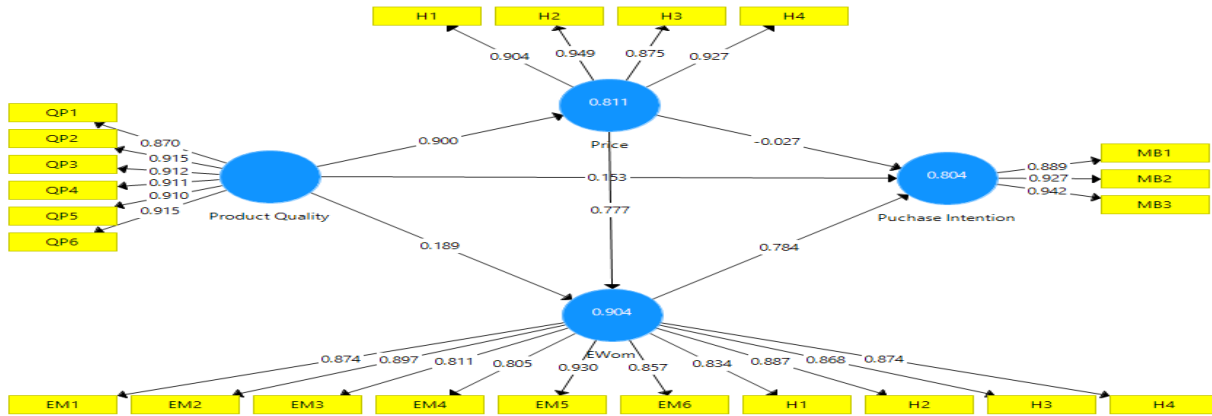 H1 H2 H3 H4
0.904 0.949 0.875 0.927
0.811
Price
QP1
QP2
QP3
QP4
QP5
QP6
0.870
0.915
0.912
0.911
0.910
0.915
Product Quality
0.900
-0.027
0.153
0.777
0.189
0.784
0.804
Puchase Intention
0.889
0.927
0.942
MB1
MB2
MB3
0.904
EWom
0.874 0.897 0.811 0.805 0.930 0.857 0.834 0.887 0.868 0.874
EM1 EM2 EM3 EM4 EM5 EM6 H1 H2 H3 H4